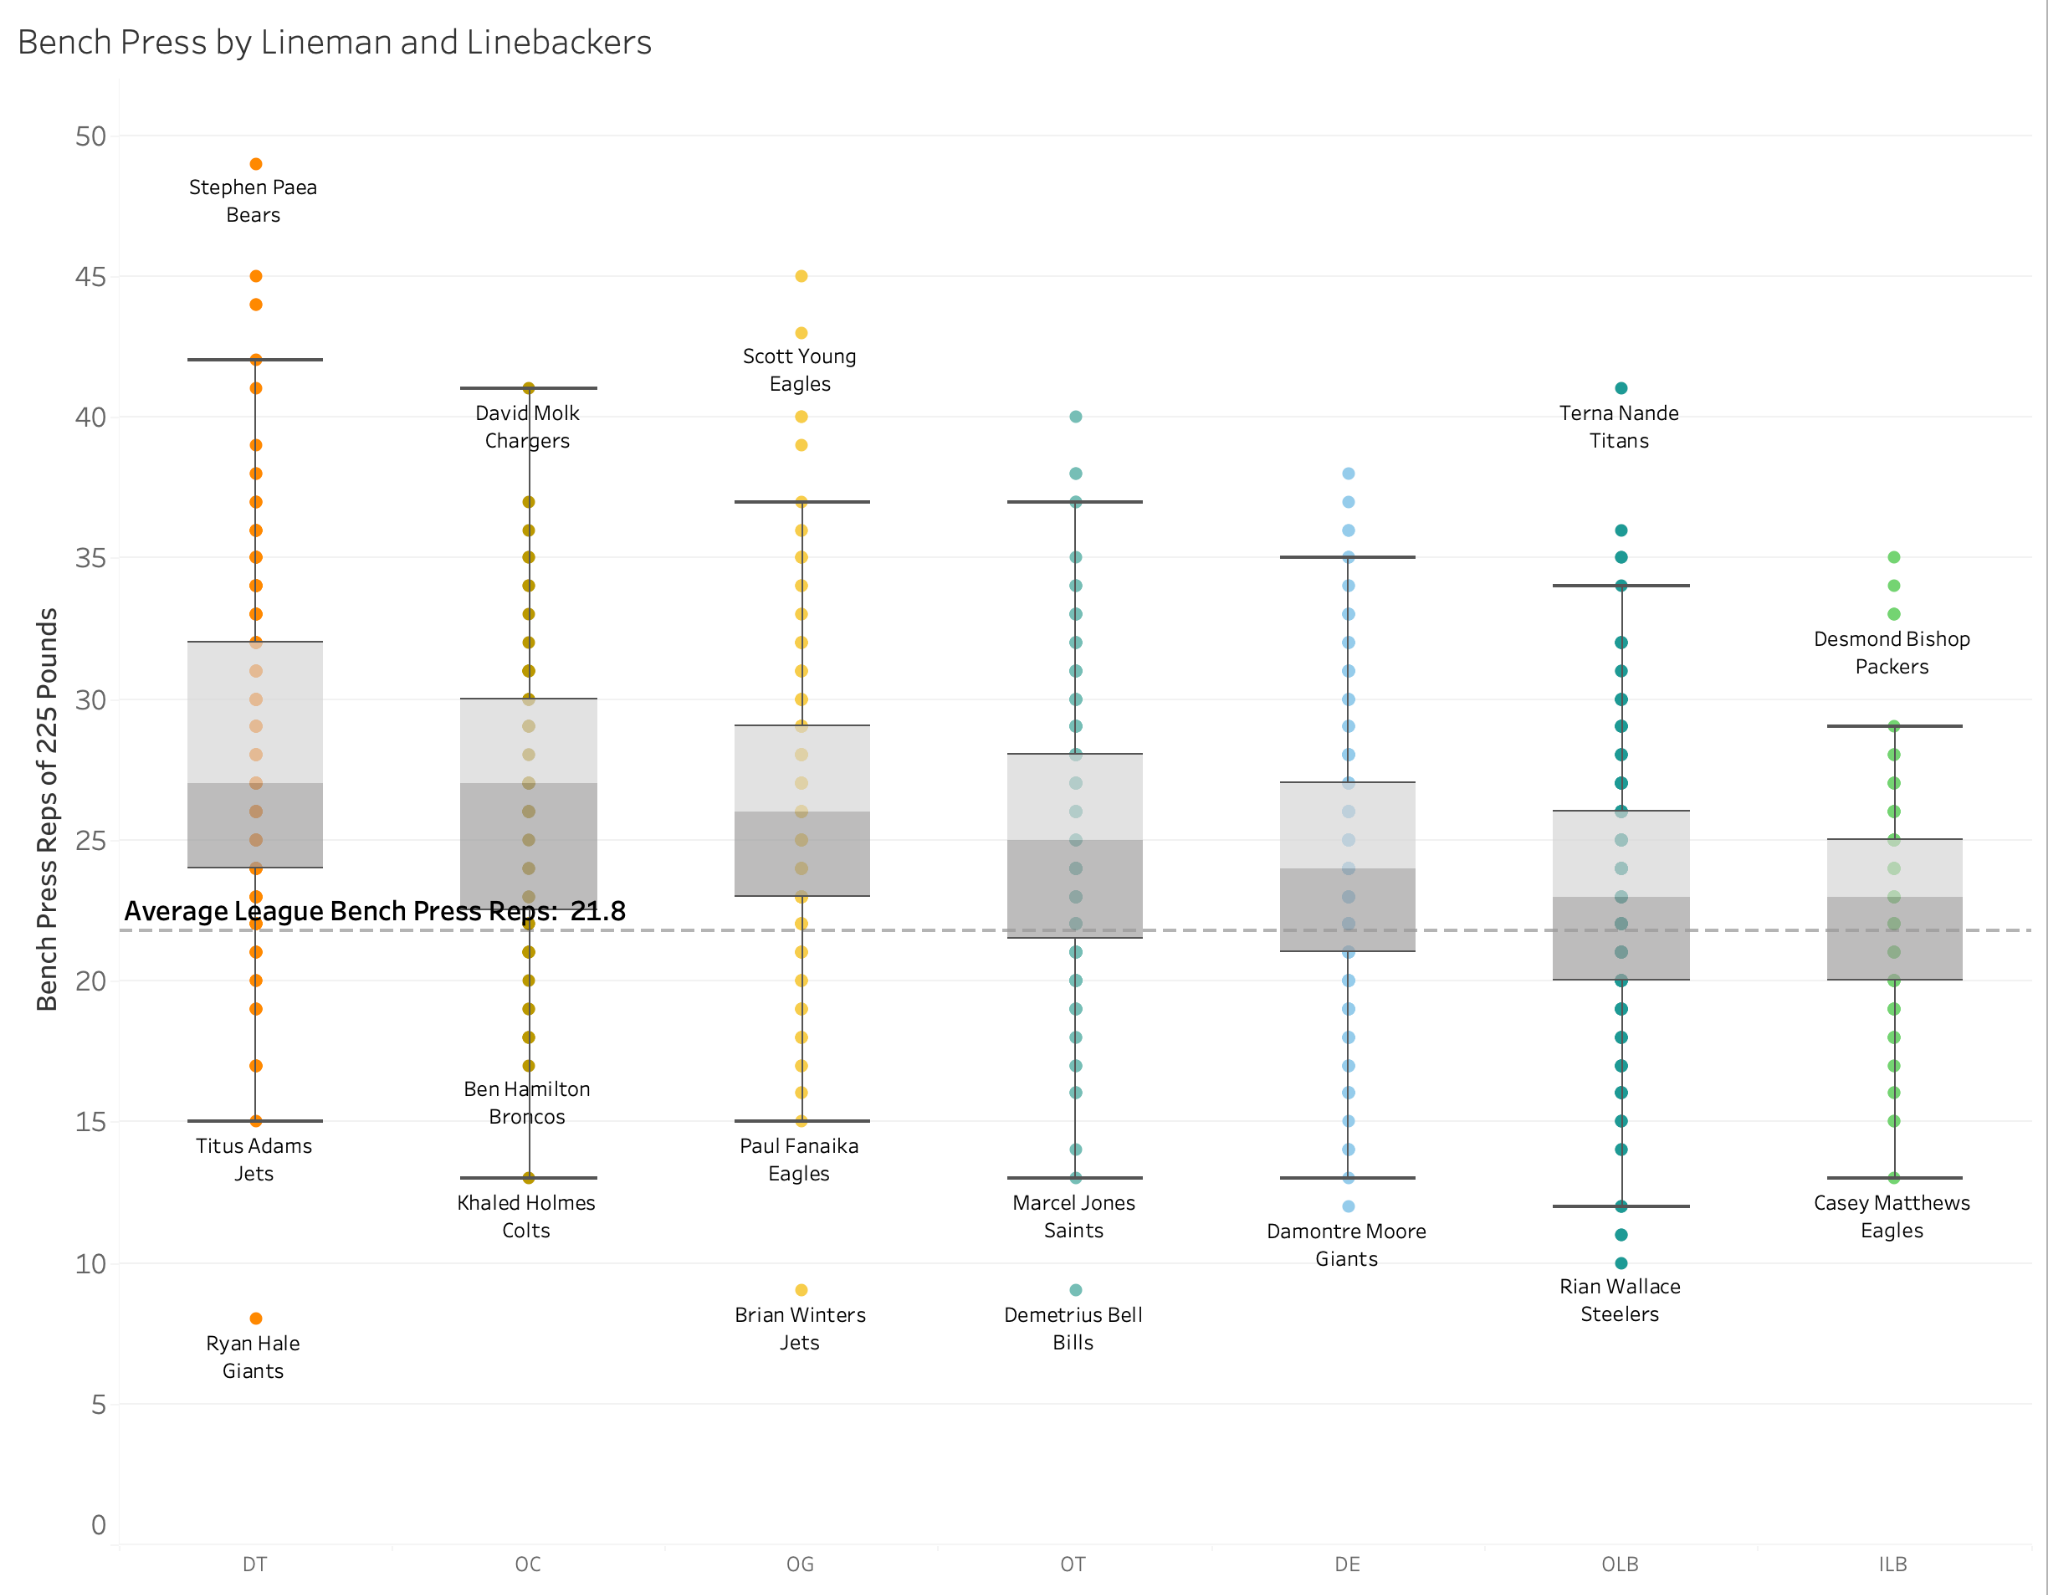 Bench Press by Lineman and Linebackers
Bench Press Reps of 225 Pounds
50
45
40
35
30
25
20
15
10
5
0
Stephen Paea
Bears
Scott Young
Eagles
David Molk
Chargers
Terna Nande
Titans
Desmond Bishop
Packers
Average League Bench Press Reps: 21.8
Ben Hamilton
Broncos
Titus Adams
Jets
Paul Fanaika
Eagles
Khaled Holmes
Colts
Marcel Jones
Saints
Casey Matthews
Eagles
Damontre Moore
Giants
Rian Wallace
Steelers
Brian Winters
Jets
Demetrius Bell
Bills
Ryan Hale
Giants
DT
OC
OG
OT
DE
OLB
ILB